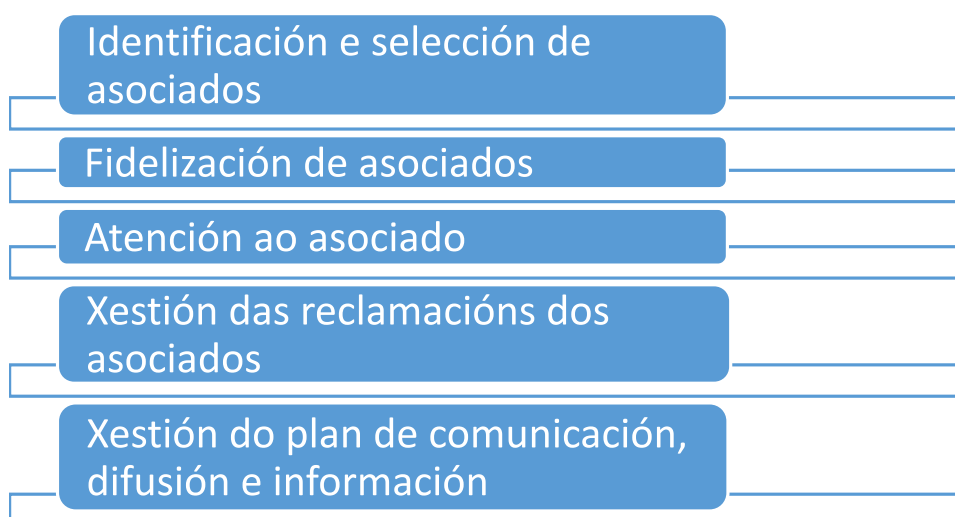 Identificación e selección de
asociados
Fidelización de asociados
Atención ao asociado
Xestión das reclamacións dos
asociados
Xestión do plan de comunicación,
difusión e información